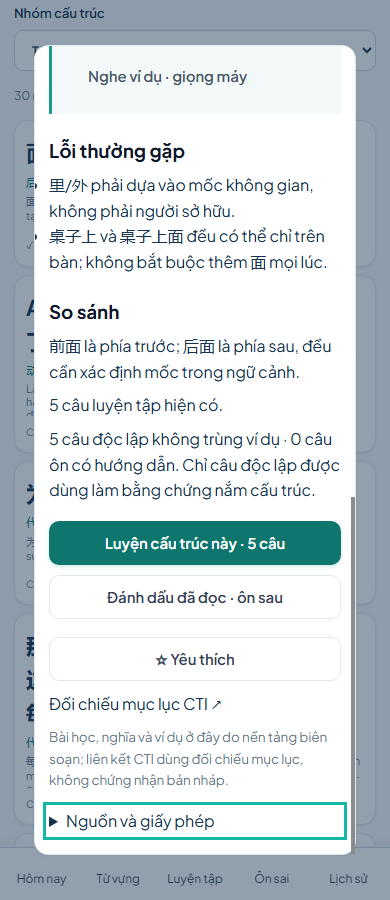 Nhóm cấu trúc
Nghe ví dụ · giọng máy
Lỗi thường gặp
里/外 phải dựa vào mốc không gian,
không phải người sở hữu.
桌子上 và 桌子上面 đều có thể chỉ trên
bàn; không bắt buộc thêm 面 mọi lúc.
So sánh
前面 là phía trước; 后面 là phía sau, đều
cần xác định mốc trong ngữ cảnh.
5 câu luyện tập hiện có.
5 câu độc lập không trùng ví dụ · 0 câu
ôn có hướng dẫn. Chỉ câu độc lập được
dùng làm bằng chứng nắm cấu trúc.
Luyện cấu trúc này · 5 câu
Đánh dấu đã đọc · ôn sau
☆ Yêu thích
Đối chiếu mục lục CTI ↗
Bài học, nghĩa và ví dụ ở đây do nền tảng biên
soạn; liên kết CTI dùng đối chiếu mục lục,
không chứng nhận bản nháp.
▶ Nguồn và giấy phép
Hôm nay
Từ vựng
Luyện tập
Ôn sai
Lịch sử